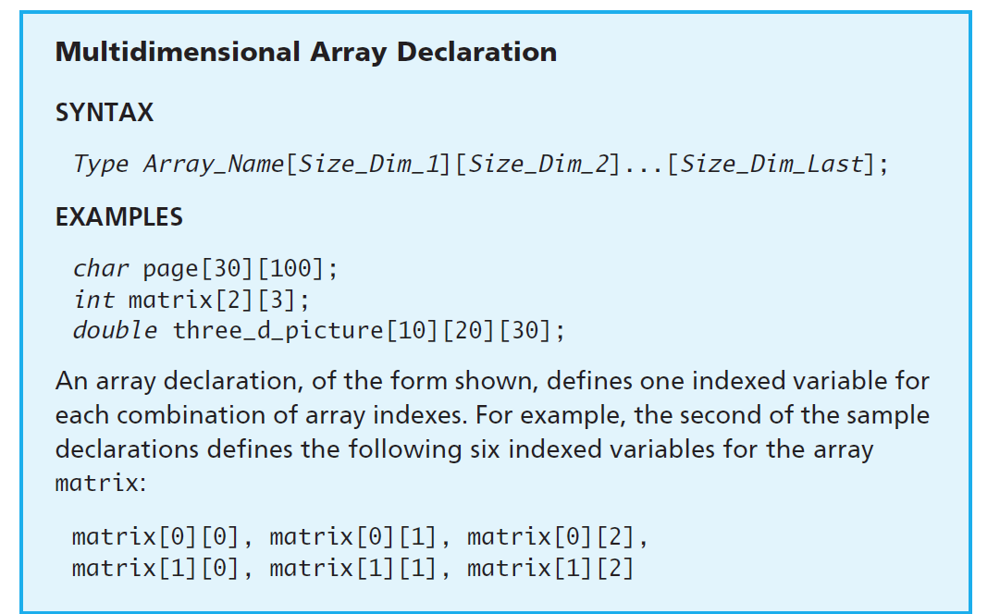 Multidimensional Array Declaration
SYNTAX
Type Array_Name[Size_Dim_1][Size_Dim_2]...[Size_Dim_Last];
EXAMPLES
char page[30][100];
int matrix[2][3];
double three_d_picture[10][20][30];
An array declaration, of the form shown, defines one indexed variable for
each combination of array indexes. For example, the second of the sample
declarations defines the following six indexed variables for the array
matrix:
matrix[0][0], matrix[0][1], matrix[0][2],
matrix[1][0], matrix[1][1], matrix[1][2]